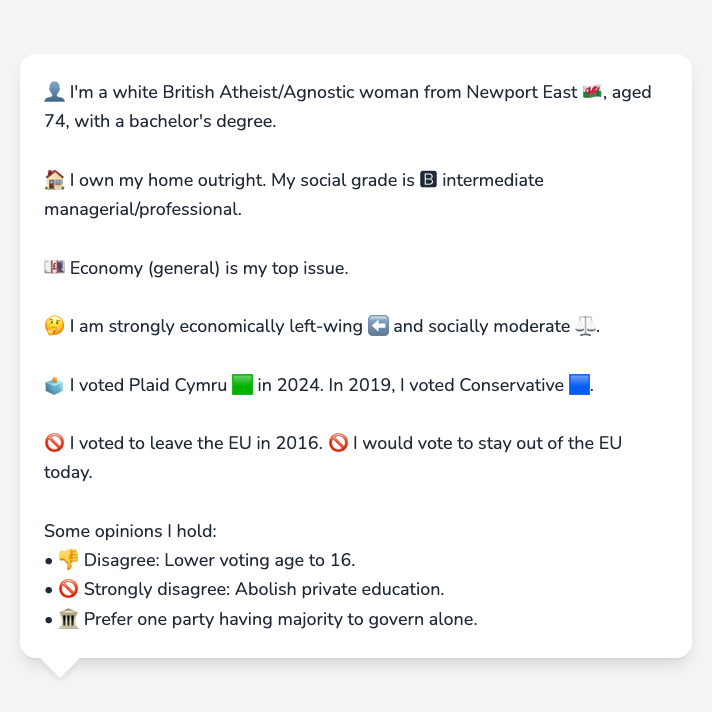 👤 I'm a white British Atheist/Agnostic woman from Newport East 🏴󠁧󠁢󠁷󠁬󠁳󠁿, aged
74, with a bachelor's degree.
🏠 I own my home outright. My social grade is 🅱 intermediate
managerial/professional.
💷 Economy (general) is my top issue.
🤔 I am strongly economically left-wing ⬅️ and socially moderate ⚖️.
🗳️ I voted Plaid Cymru 🟩 in 2024. In 2019, I voted Conservative 🟦.
🚫 I voted to leave the EU in 2016. 🚫 I would vote to stay out of the EU
today.
Some opinions I hold:
• 👎 Disagree: Lower voting age to 16.
• 🚫 Strongly disagree: Abolish private education.
• 🏛️ Prefer one party having majority to govern alone.